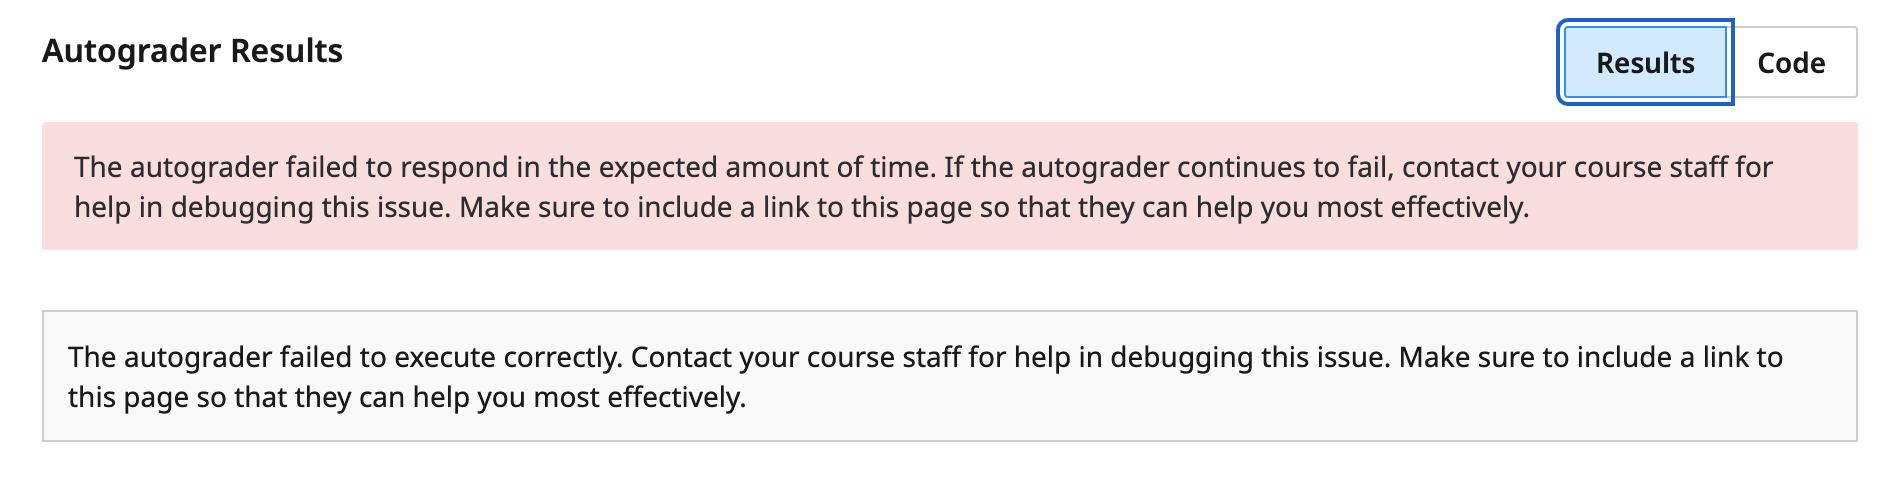 Autograder Results
Results
Code
The autograder failed to respond in the expected amount of time. If the autograder continues to fail, contact your course staff for
help in debugging this issue. Make sure to include a link to this page so that they can help you most effectively.
The autograder failed to execute correctly. Contact your course staff for help in debugging this issue. Make sure to include a link to
this page so that they can help you most effectively.